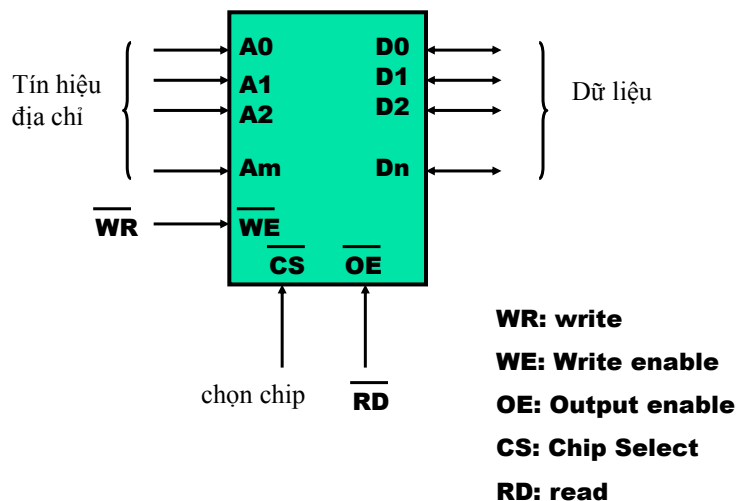 A0 D0
A1 D1
A2 D2
Tín hiệu
địa chỉ
Dữ liệu
Am Dn
WR WE
CS OE
chọn chip
RD
WR: write
WE: Write enable
OE: Output enable
CS: Chip Select
RD: read